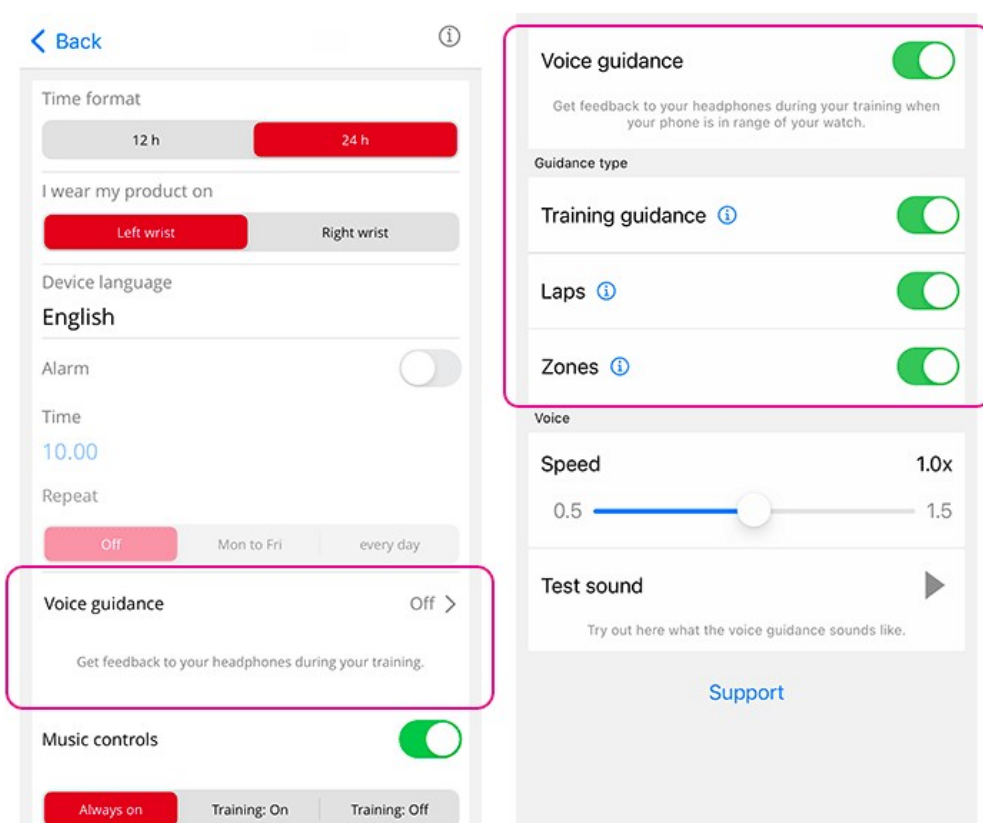 Back
Time format
12 h
24 h
I wear my product on
Left wrist
Right wrist
Device language
English
Alarm
Time
10.00
Repeat
Off
Mon to Fri
every day
Voice guidance
Off
Get feedback to your headphones during your training.
Music controls
Always on
Training: On
Training: Off
Voice guidance
Get feedback to your headphones during your training when
your phone is in range of your watch.
Guidance type
Training guidance
Laps
Zones
Voice
Speed
1.0x
0.5
1.5
Test sound
Try out here what the voice guidance sounds like.
Support